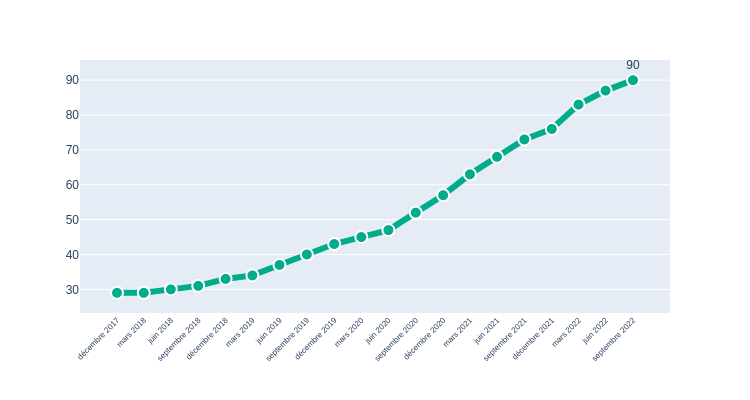 90
90
80
70
60
50
40
30
décembre 2017
mars 2018
juin 2018
septembre 2018
décembre 2018
mars 2019
juin 2019
septembre 2019
décembre 2019
mars 2020
juin 2020
septembre 2020
décembre 2020
mars 2021
juin 2021
septembre 2021
décembre 2021
mars 2022
juin 2022
septembre 2022